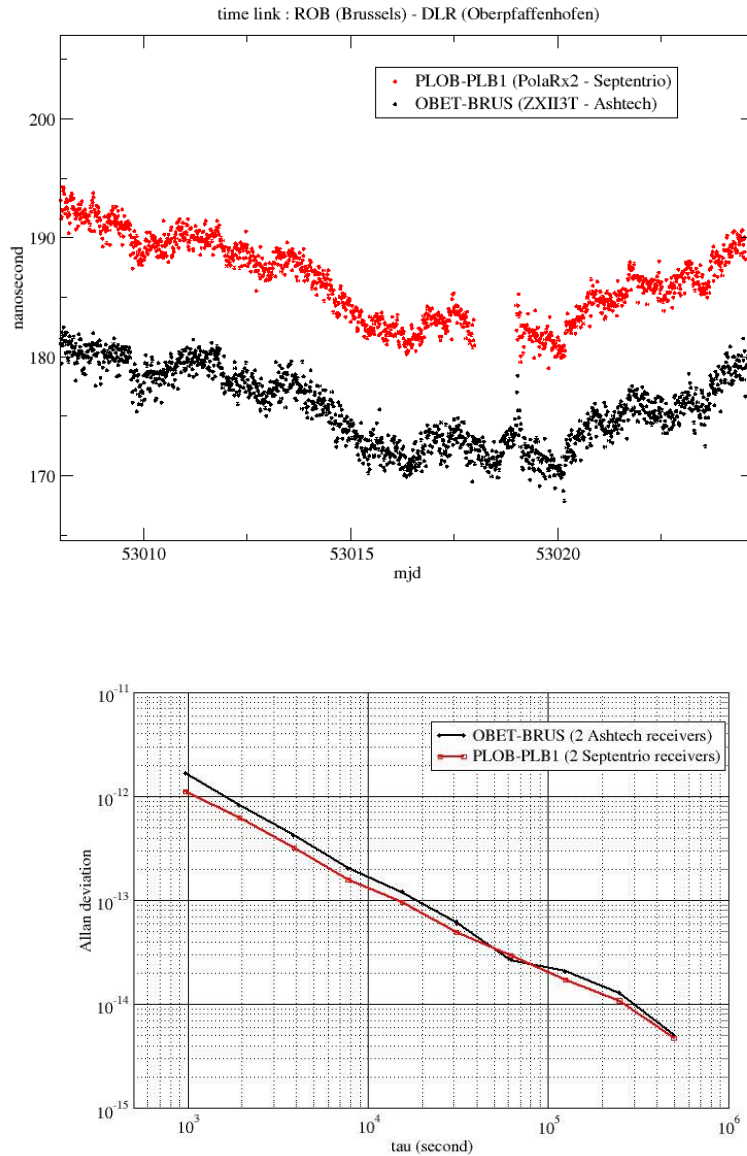 time link : ROB (Brussels) - DLR (Oberpfaffenhofen)
PLOB-PLB1 (PolaRx2 - Septentrio)
OBET-BRUS (ZXII3T - Ashtech)
200
190
180
170
nanosecond
53010
53015
53020
mjd
10^-11
10^-12
10^-13
10^-14
10^-15
Allan deviation
OBET-BRUS (2 Ashtech receivers)
PLOB-PLB1 (2 Septentrio receivers)
10^3
10^4
10^5
10^6
tau (second)